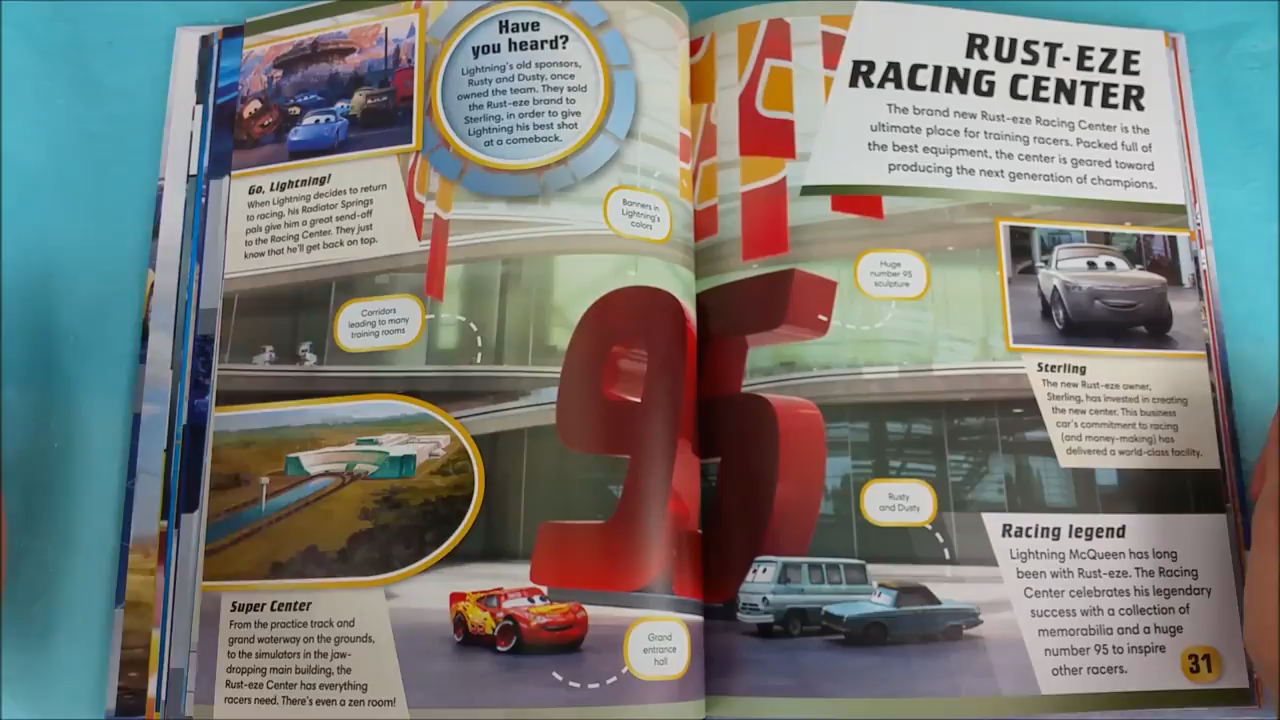 Have
you heard?
Lightning's old sponsors,
Rusty and Dusty, once
owned the team. They sold
the Rust-eze brand to
Sterling, in order to give
Lightning his best shot
at a comeback.
Go, Lightning!
When Lightning decides to return
to racing, his Radiator Springs
pals give him a great send-off
to the Racing Center. They just
know that he'll get back on top.
Banners in
Lightning's
colors
Corridors
leading to many
training rooms
Super Center
From the practice track and
grand waterway on the grounds,
to the simulators in the jaw-
dropping main building, the
Rust-eze Center has everything
racers need. There's even a zen room!
Grand
entrance
hall
95
RUST-EZE
RACING CENTER
The brand new Rust-eze Racing Center is the
ultimate place for training racers. Packed full of
the best equipment, the center is geared toward
producing the next generation of champions.
Huge
number 95
sculpture
Sterling
The new Rust-eze owner,
Sterling, has invested in creating
the new center. This business
car's commitment to racing
(and money-making) has
delivered a world-class facility.
Rusty
and Dusty
Racing legend
Lightning McQueen has long
been with Rust-eze. The Racing
Center celebrates his legendary
success with a collection of
memorabilia and a huge
number 95 to inspire
other racers.
31